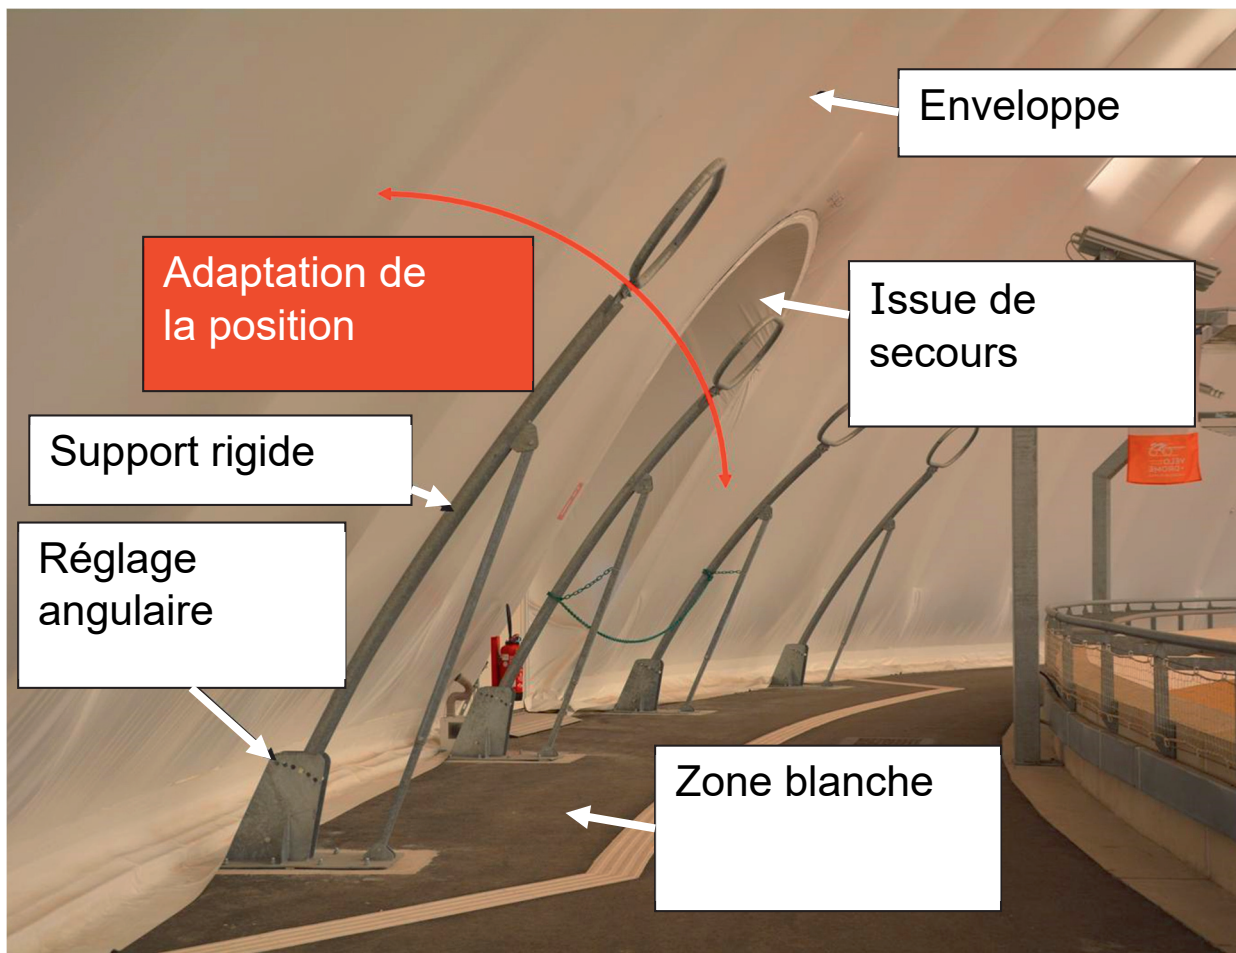 Enveloppe
Adaptation de
la position
Issue de
secours
Support rigide
Réglage
angulaire
Zone blanche